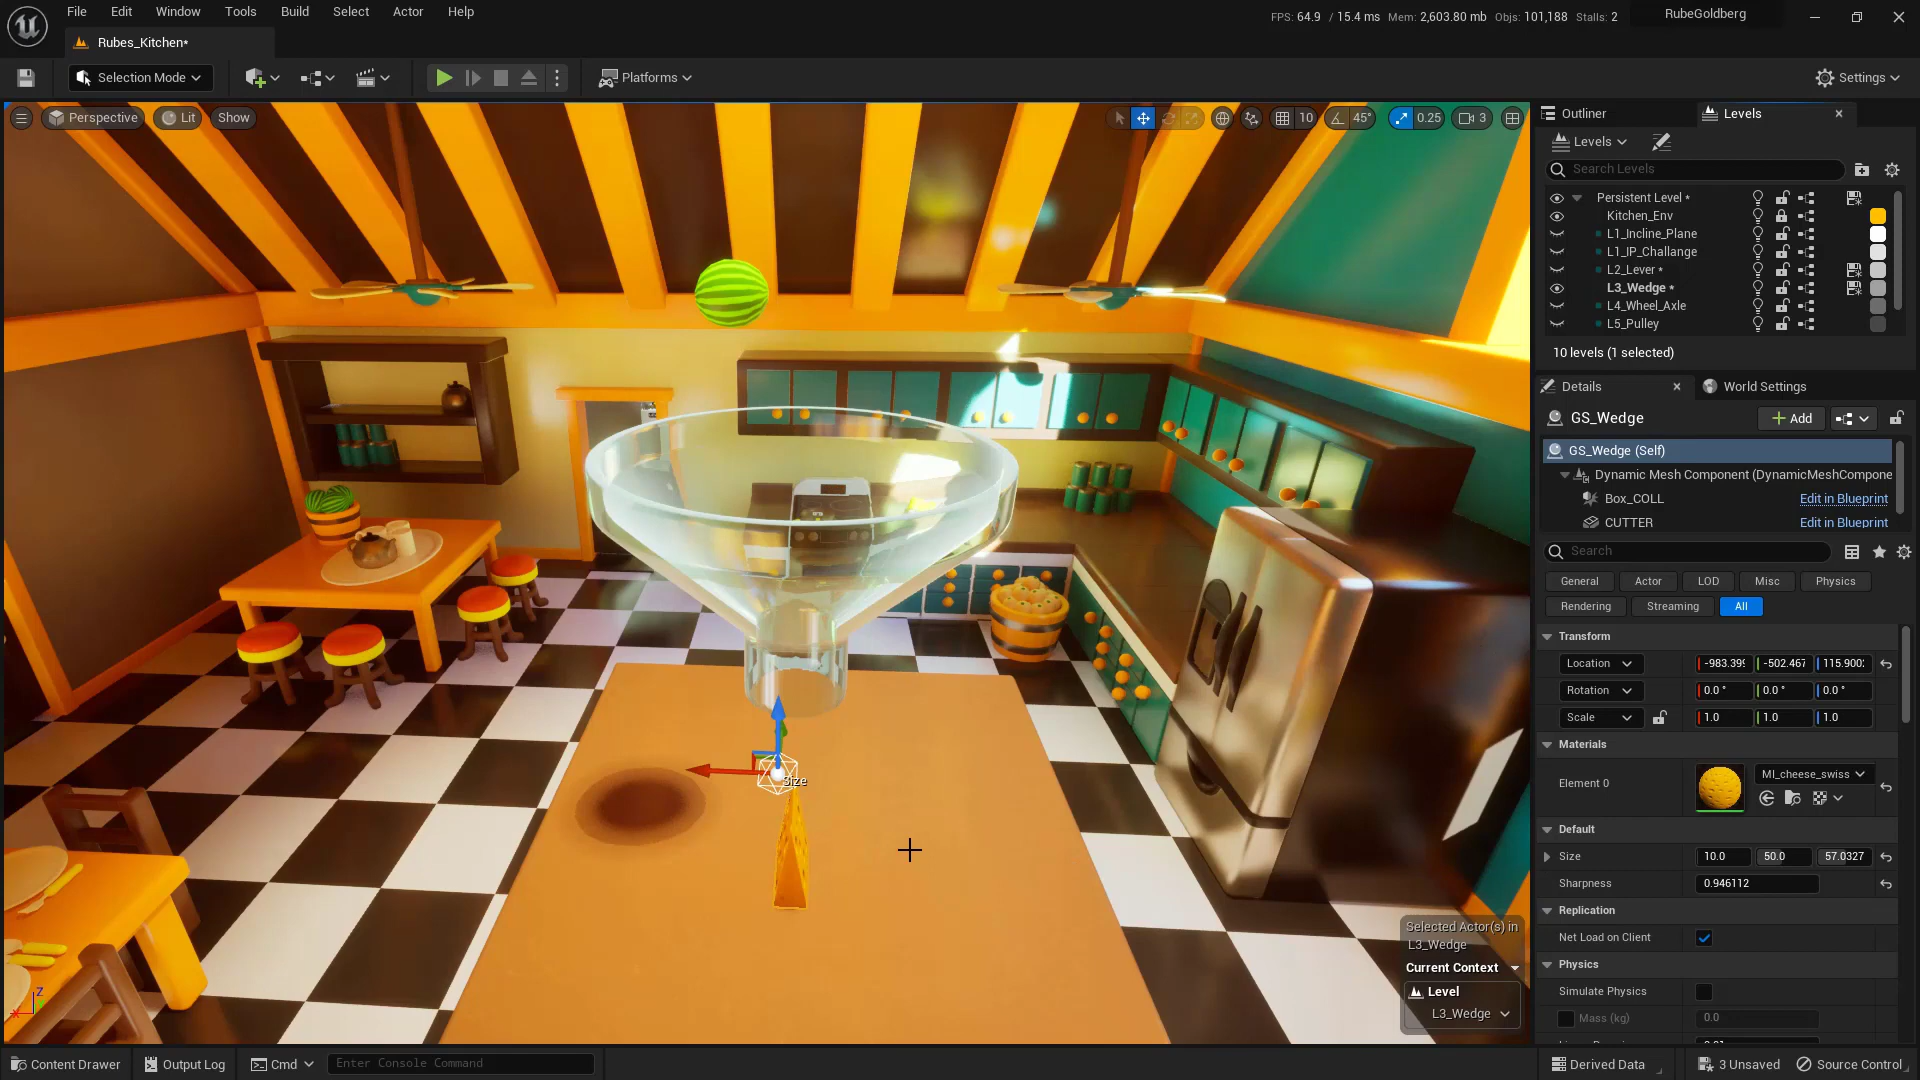 File Edit Window Tools Build Select Actor Help
FPS: 64.9 / 15.4 ms Mem: 2,603.80 mb Objs: 101,188 Stalls: 2
RubeGoldberg
Rubes_Kitchen*
Selection Mode
Platforms
Settings
Perspective
Lit
Show
10
45°
0.25
3
Outliner
Levels
Levels
Search Levels
Persistent Level *
Kitchen_Env
L1_Incline_Plane
L1_IP_Challange
L2_Lever *
L3_Wedge *
L4_Wheel_Axle
L5_Pulley
10 levels (1 selected)
Details
World Settings
GS_Wedge
Add
GS_Wedge (Self)
Dynamic Mesh Component (DynamicMeshCompone
Box_COLL Edit in Blueprint
CUTTER Edit in Blueprint
Search
General Actor LOD Misc Physics
Rendering Streaming All
Transform
Location -983.399 -502.467 115.900
Rotation 0.0 ° 0.0 ° 0.0 °
Scale 1.0 1.0 1.0
Materials
Element 0
MI_cheese_swiss
Default
Size 10.0 50.0 57.0327
Sharpness 0.946112
Replication
Net Load on Client
Physics
Simulate Physics
Mass (kg) 0.0
Size
Selected Actor(s) in
L3_Wedge
Current Context
Level
L3_Wedge
Z
X
Content Drawer
Output Log
Cmd
Enter Console Command
Derived Data
3 Unsaved
Source Control